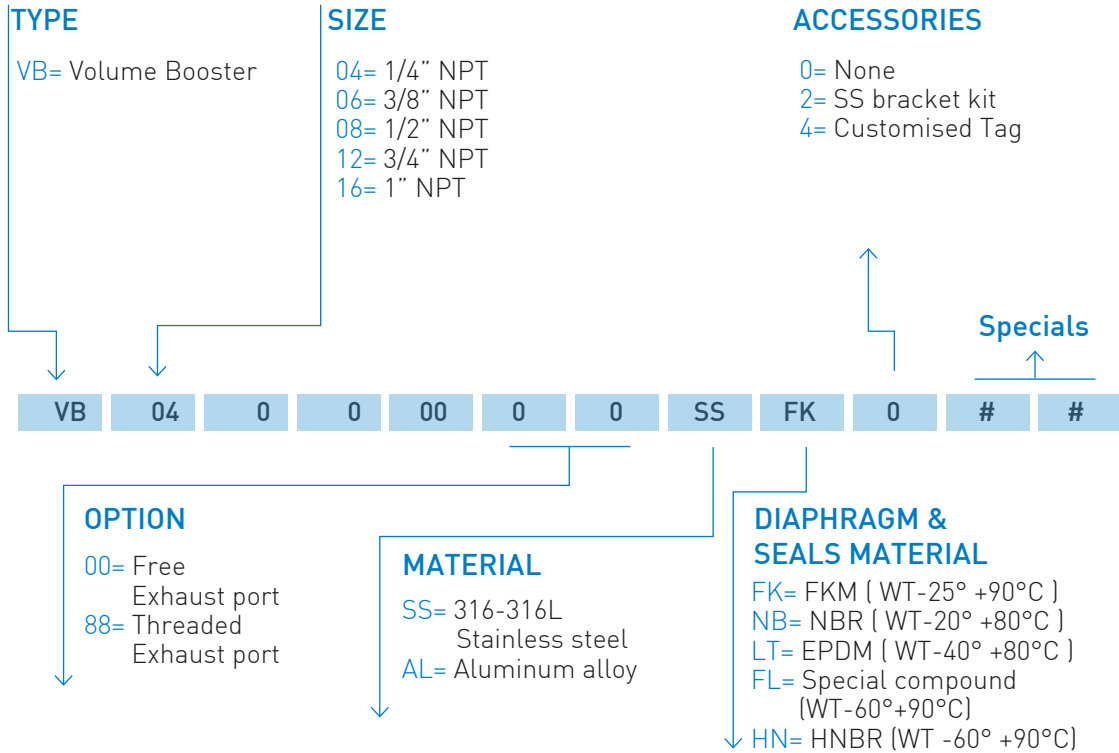 TYPE
VB= Volume Booster
SIZE
04= 1/4” NPT
06= 3/8” NPT
08= 1/2” NPT
12= 3/4” NPT
16= 1” NPT
ACCESSORIES
0= None
2= SS bracket kit
4= Customised Tag
Specials
VB 04 0 0 00 0 0 SS FK 0 # #
OPTION
00= Free
Exhaust port
88= Threaded
Exhaust port
MATERIAL
SS= 316-316L
Stainless steel
AL= Aluminum alloy
DIAPHRAGM &
SEALS MATERIAL
FK= FKM ( WT-25° +90°C )
NB= NBR ( WT-20° +80°C )
LT= EPDM ( WT-40° +80°C )
FL= Special compound
(WT-60°+90°C)
HN= HNBR (WT -60° +90°C)